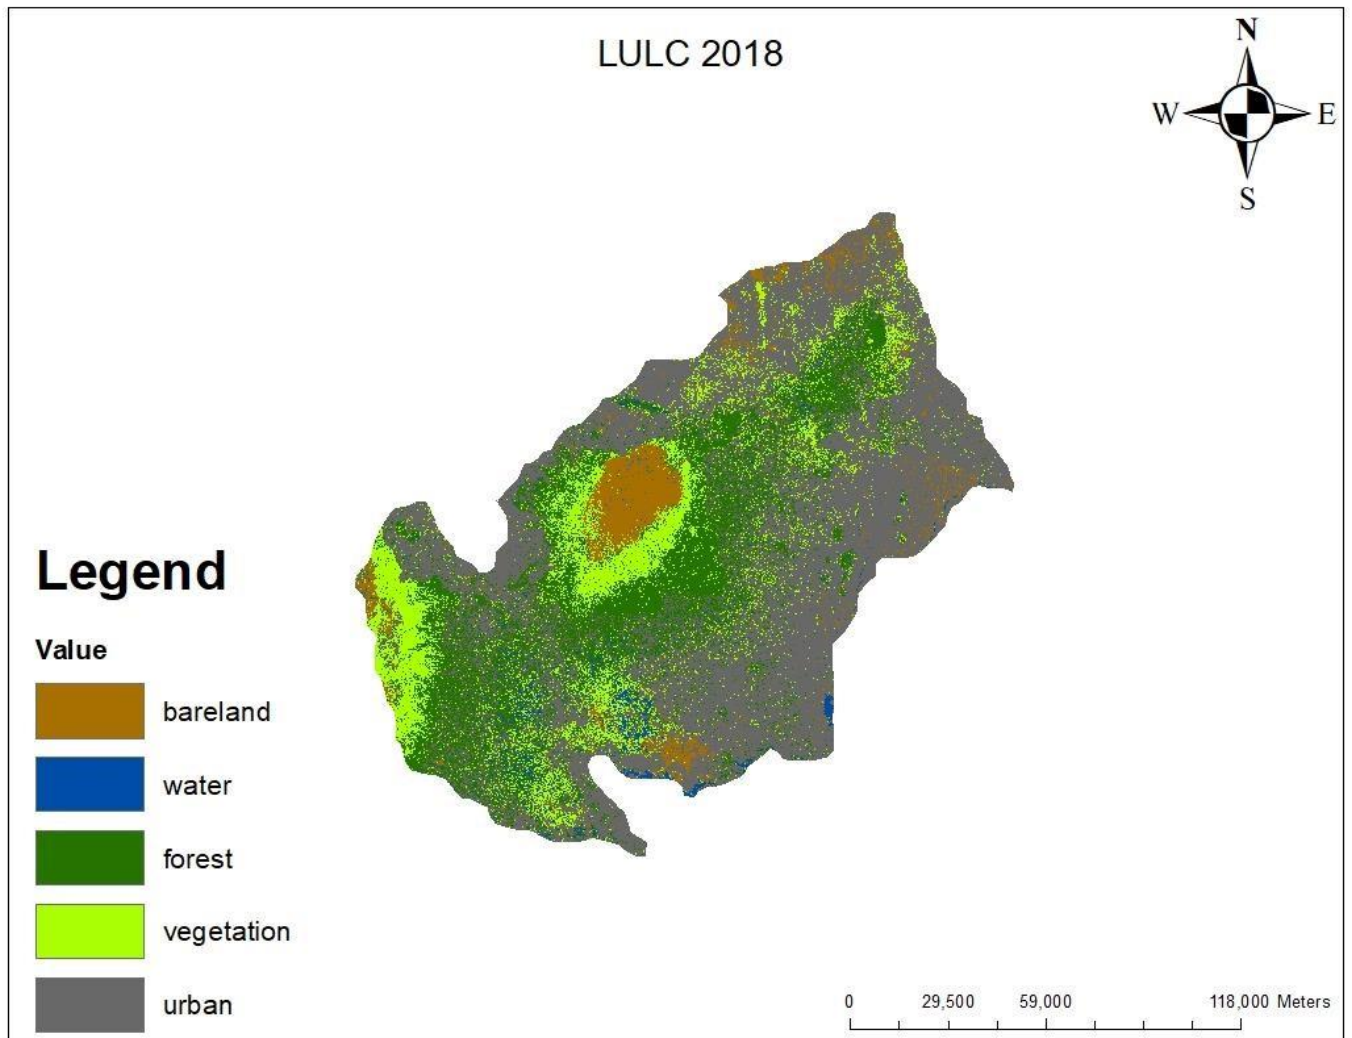 LULC 2018
N
W E
S
Legend
Value
bareland
water
forest
vegetation
urban
0 29,500 59,000 118,000 Meters